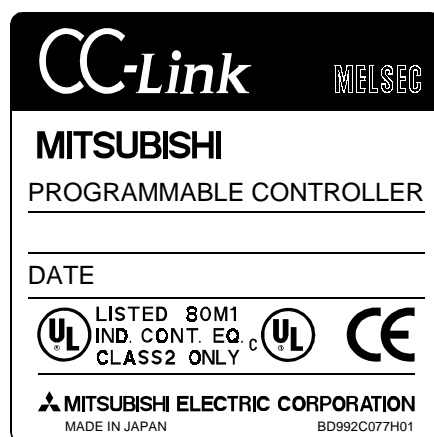 CC-Link MELSEC
MITSUBISHI
PROGRAMMABLE CONTROLLER
DATE
UL® LISTED 80M1
IND. CONT. EQ. c UL® CE
CLASS2 ONLY
MITSUBISHI ELECTRIC CORPORATION
MADE IN JAPAN BD992C077H01